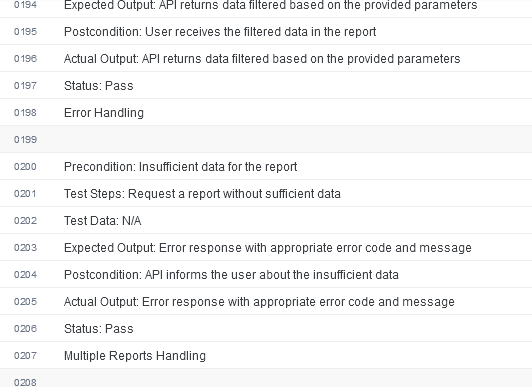 0194 Expected Output: API returns data filtered based on the provided parameters
0195 Postcondition: User receives the filtered data in the report
0196 Actual Output: API returns data filtered based on the provided parameters
0197 Status: Pass
0198 Error Handling
0199
0200 Precondition: Insufficient data for the report
0201 Test Steps: Request a report without sufficient data
0202 Test Data: N/A
0203 Expected Output: Error response with appropriate error code and message
0204 Postcondition: API informs the user about the insufficient data
0205 Actual Output: Error response with appropriate error code and message
0206 Status: Pass
0207 Multiple Reports Handling
0208